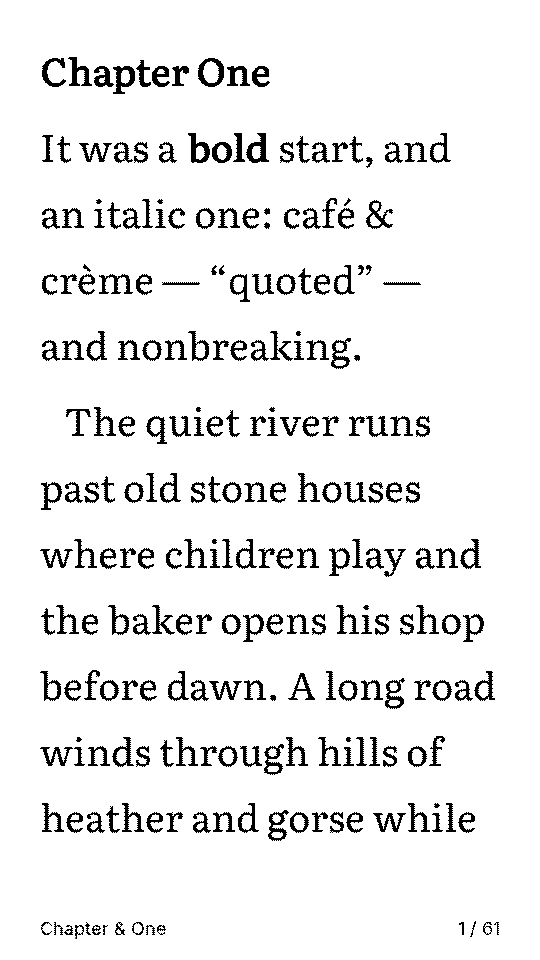 Chapter One
It was a bold start, and
an italic one: café &
crème — “quoted” —
and nonbreaking.
The quiet river runs
past old stone houses
where children play and
the baker opens his shop
before dawn. A long road
winds through hills of
heather and gorse while
Chapter & One
1 / 61